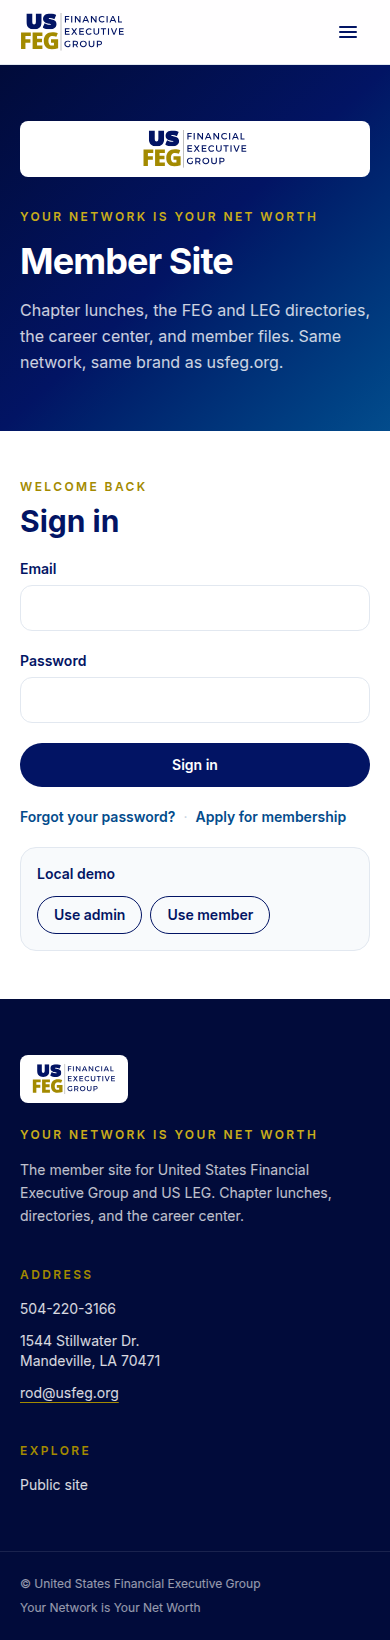 US FINANCIAL
EXECUTIVE
FEG GROUP
US FINANCIAL
EXECUTIVE
FEG GROUP
YOUR NETWORK IS YOUR NET WORTH
Member Site
Chapter lunches, the FEG and LEG directories,
the career center, and member files. Same
network, same brand as usfeg.org.
WELCOME BACK
Sign in
Email
Password
Sign in
Forgot your password? · Apply for membership
Local demo
Use admin Use member
US FINANCIAL
EXECUTIVE
FEG GROUP
YOUR NETWORK IS YOUR NET WORTH
The member site for United States Financial
Executive Group and US LEG. Chapter lunches,
directories, and the career center.
ADDRESS
504-220-3166
1544 Stillwater Dr.
Mandeville, LA 70471
rod@usfeg.org
EXPLORE
Public site
© United States Financial Executive Group
Your Network is Your Net Worth